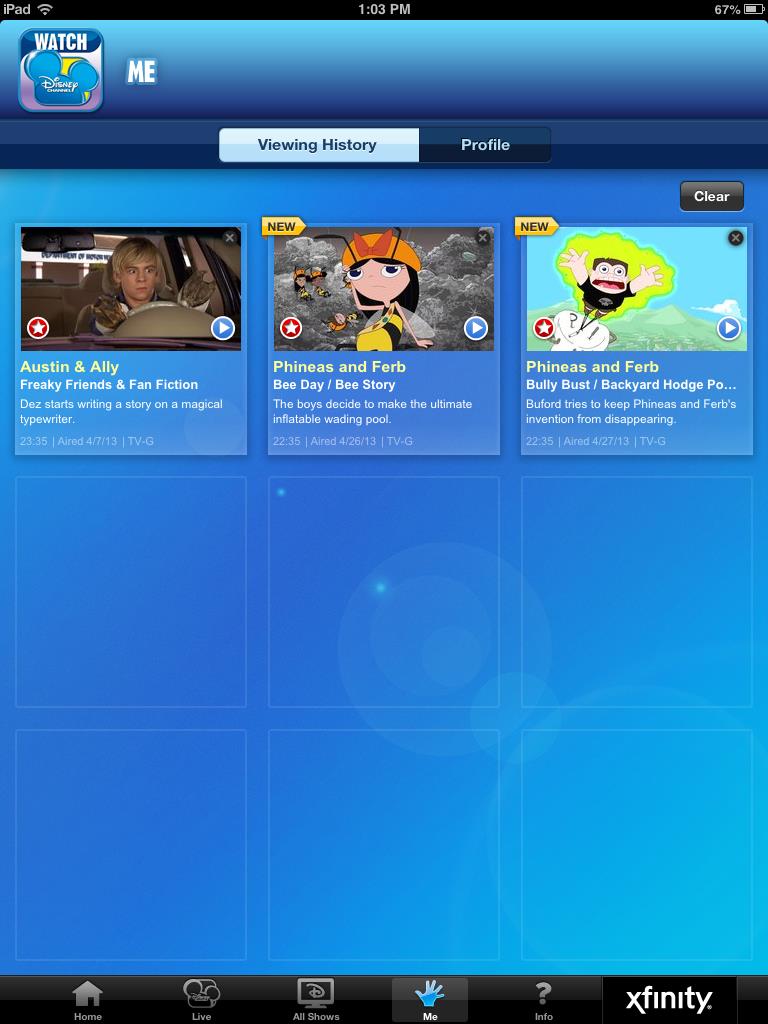 iPad 1:03 PM 67%
WATCH
Disney
CHANNEL
ME
Viewing History Profile
Clear
DEPARTMENT OF MOTOR
Austin & Ally
Freaky Friends & Fan Fiction
Dez starts writing a story on a magical
typewriter.
23:35 | Aired 4/7/13 | TV-G
NEW
Phineas and Ferb
Bee Day / Bee Story
The boys decide to make the ultimate
inflatable wading pool.
22:35 | Aired 4/26/13 | TV-G
NEW
Phineas and Ferb
Bully Bust / Backyard Hodge Po...
Buford tries to keep Phineas and Ferb's
invention from disappearing.
22:35 | Aired 4/27/13 | TV-G
Home Live All Shows Me Info xfinity